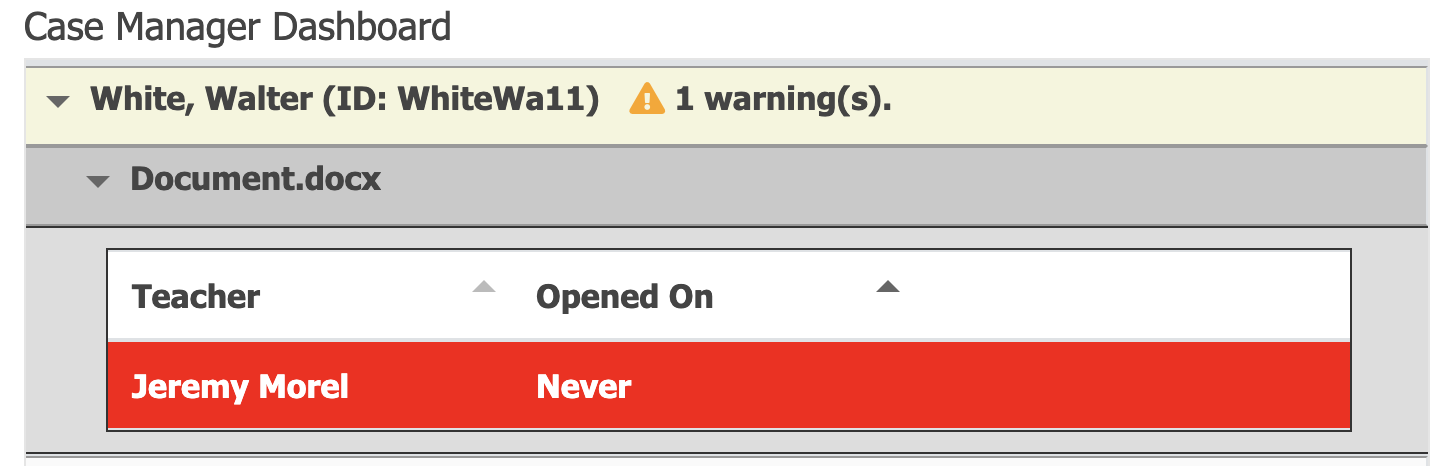 Case Manager Dashboard
White, Walter (ID: WhiteWa11) 1 warning(s).
Document.docx
Teacher Opened On
Jeremy Morel Never